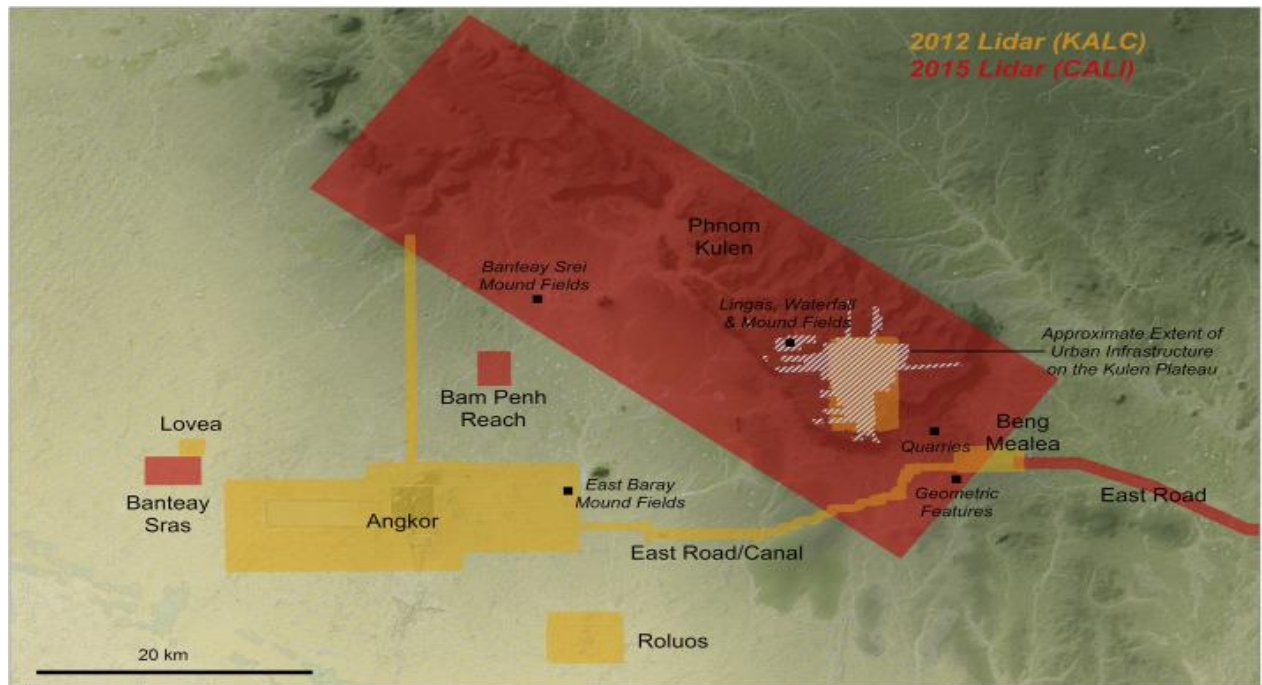 2012 Lidar (KALC)
2015 Lidar (CALI)
Phnom
Kulen
Banteay Srei
Mound Fields
Lingas, Waterfall
& Mound Fields
Approximate Extent of
Urban Infrastructure
on the Kulen Plateau
Bam Penh
Reach
Lovea
Beng
Mealea
Quarries
Banteay
Sras
East Baray
Mound Fields
Geometric
Features
East Road
Angkor
East Road/Canal
Roluos
20 km